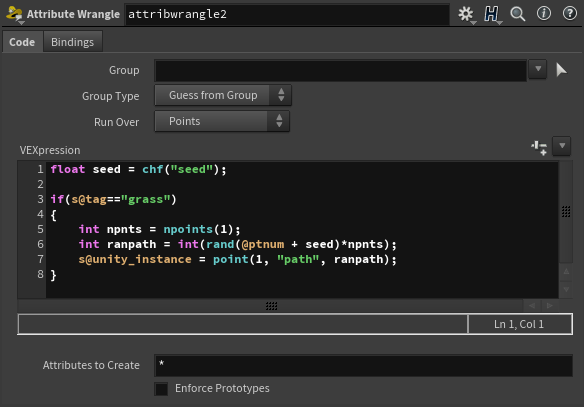 Attribute Wrangle attribwrangle2
Code Bindings
Group
Group Type Guess from Group
Run Over Points
VEXpression
1 float seed = chf("seed");
2
3 if(s@tag=="grass")
4 {
5 int npnts = npoints(1);
6 int ranpath = int(rand(@ptnum + seed)*npnts);
7 s@unity_instance = point(1, "path", ranpath);
8 }
Ln 1, Col 1
Attributes to Create *
Enforce Prototypes